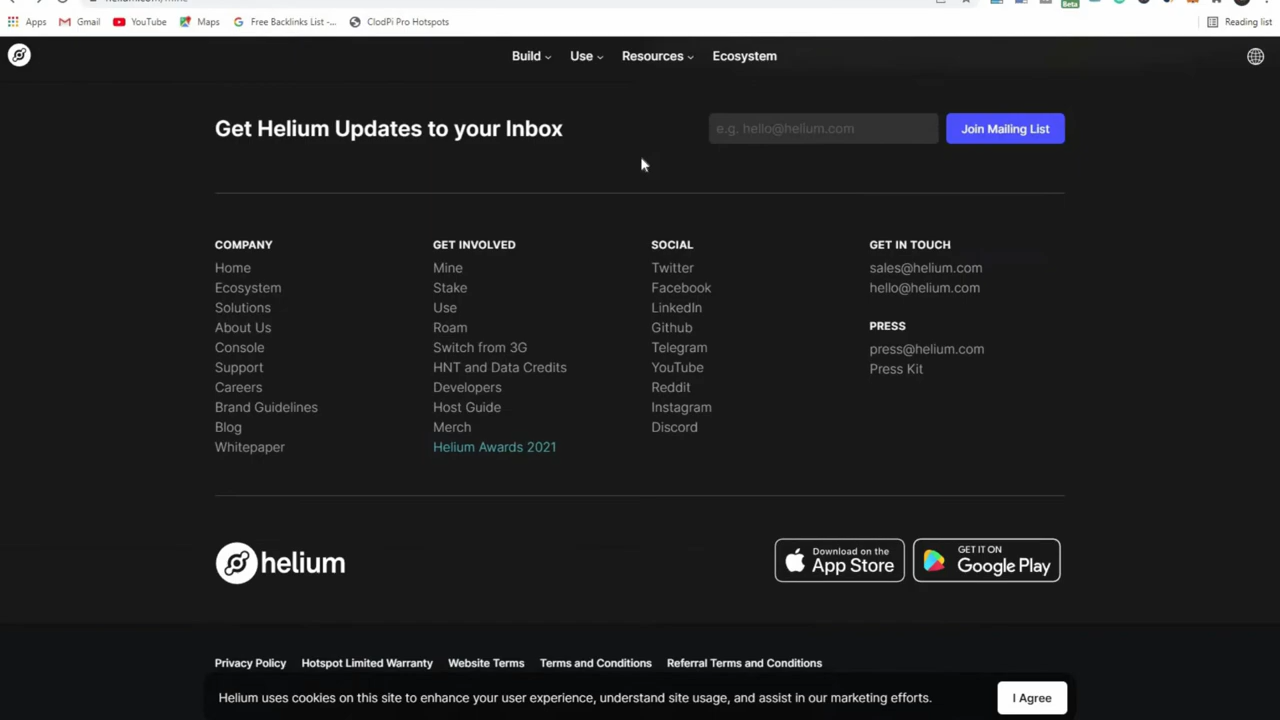 helium.com/mine
Apps
Gmail
YouTube
Maps
Free Backlinks List -...
ClodPi Pro Hotspots
Beta
Reading list
Build
Use
Resources
Ecosystem
Get Helium Updates to your Inbox
e.g. hello@helium.com
Join Mailing List
COMPANY
Home
Ecosystem
Solutions
About Us
Console
Support
Careers
Brand Guidelines
Blog
Whitepaper
GET INVOLVED
Mine
Stake
Use
Roam
Switch from 3G
HNT and Data Credits
Developers
Host Guide
Merch
Helium Awards 2021
SOCIAL
Twitter
Facebook
LinkedIn
Github
Telegram
YouTube
Reddit
Instagram
Discord
GET IN TOUCH
sales@helium.com
hello@helium.com
PRESS
press@helium.com
Press Kit
helium
Download on the
App Store
GET IT ON
Google Play
Privacy Policy
Hotspot Limited Warranty
Website Terms
Terms and Conditions
Referral Terms and Conditions
Helium uses cookies on this site to enhance your user experience, understand site usage, and assist in our marketing efforts.
I Agree